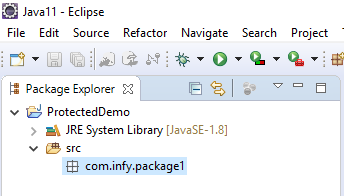 Java11 - Eclipse
File Edit Source Refactor Navigate Search Project Run
Package Explorer
ProtectedDemo
JRE System Library [JavaSE-1.8]
src
com.infy.package1